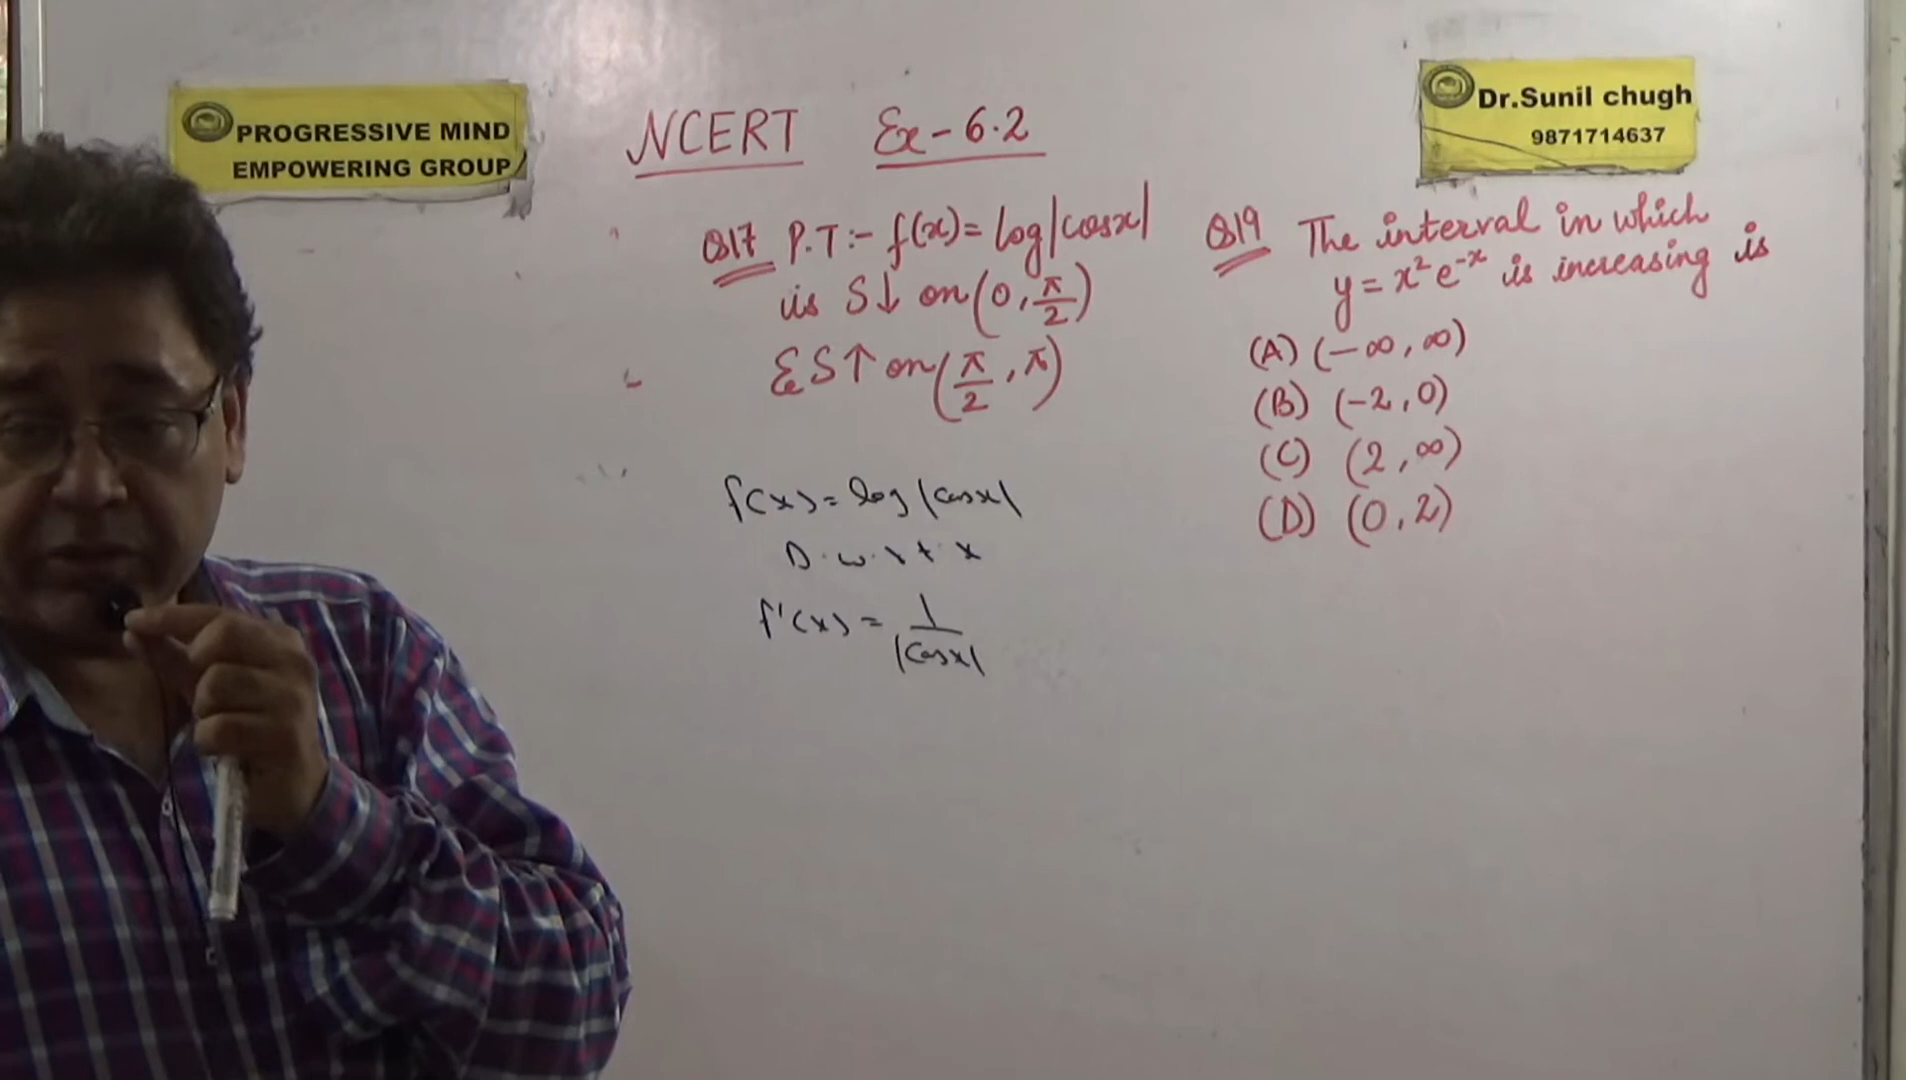 PROGRESSIVE MIND
EMPOWERING GROUP
NCERT Ex-6.2
Dr.Sunil chugh
9871714637
Q17 P.T:- f(x)= log|cosx|
is S↓ on (0, π/2)
& S↑ on (π/2, π)
f(x) = log |cosx|
D.w.r.t x
f'(x) = 1/|cosx|
Q19 The interval in which
y = x² e⁻ˣ is increasing is
(A) (-∞, ∞)
(B) (-2, 0)
(C) (2, ∞)
(D) (0, 2)